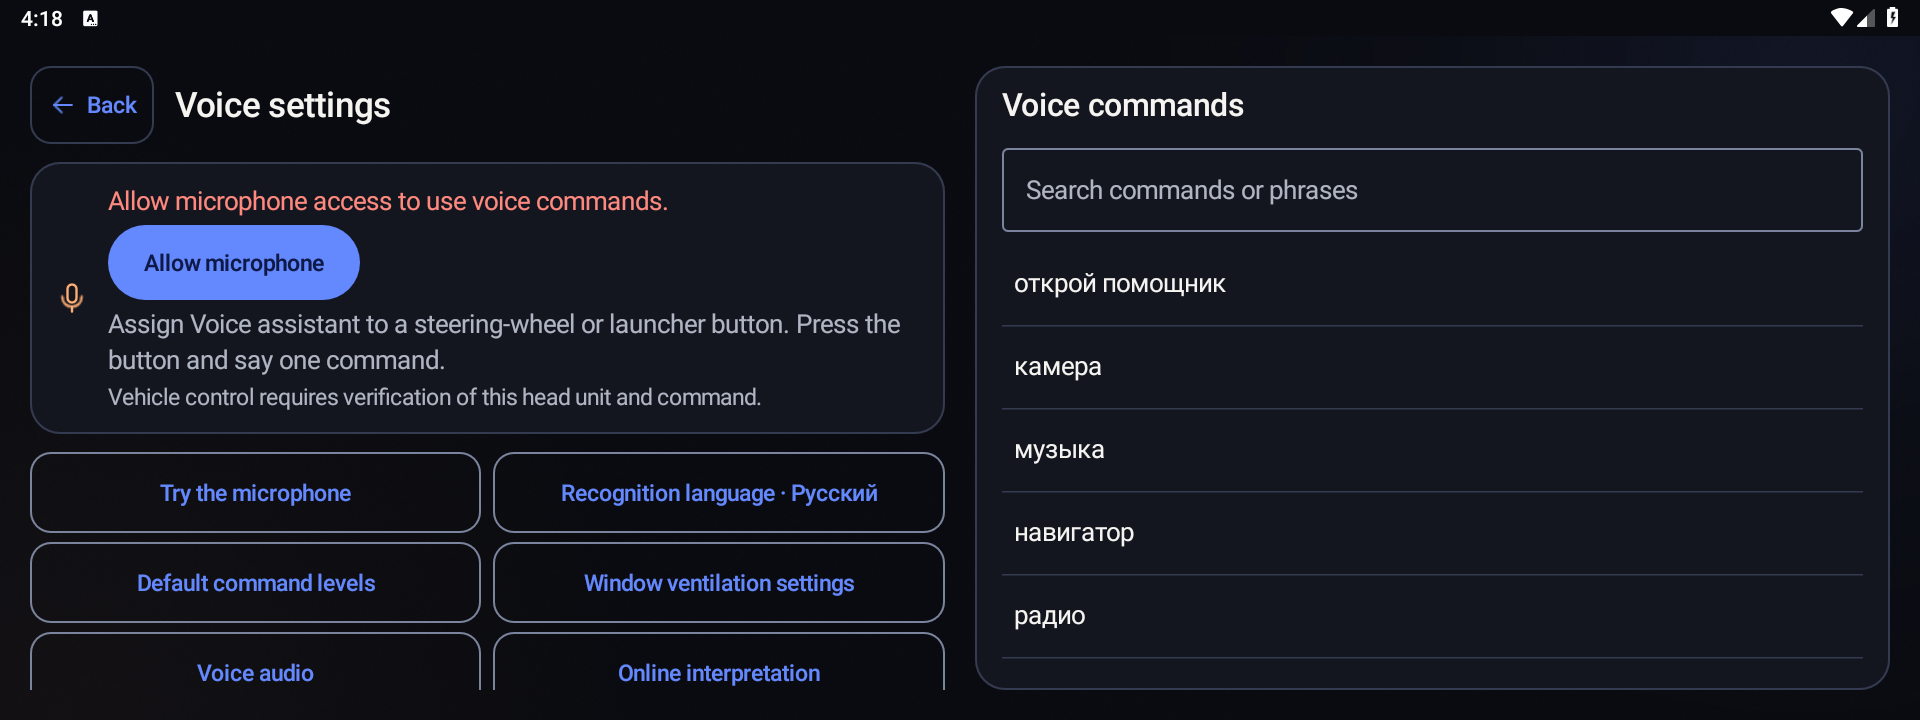 4:18
A
Back
Voice settings
Allow microphone access to use voice commands.
Allow microphone
Assign Voice assistant to a steering-wheel or launcher button. Press the
button and say one command.
Vehicle control requires verification of this head unit and command.
Try the microphone
Recognition language · Русский
Default command levels
Window ventilation settings
Voice audio
Online interpretation
Voice commands
Search commands or phrases
открой помощник
камера
музыка
навигатор
радио